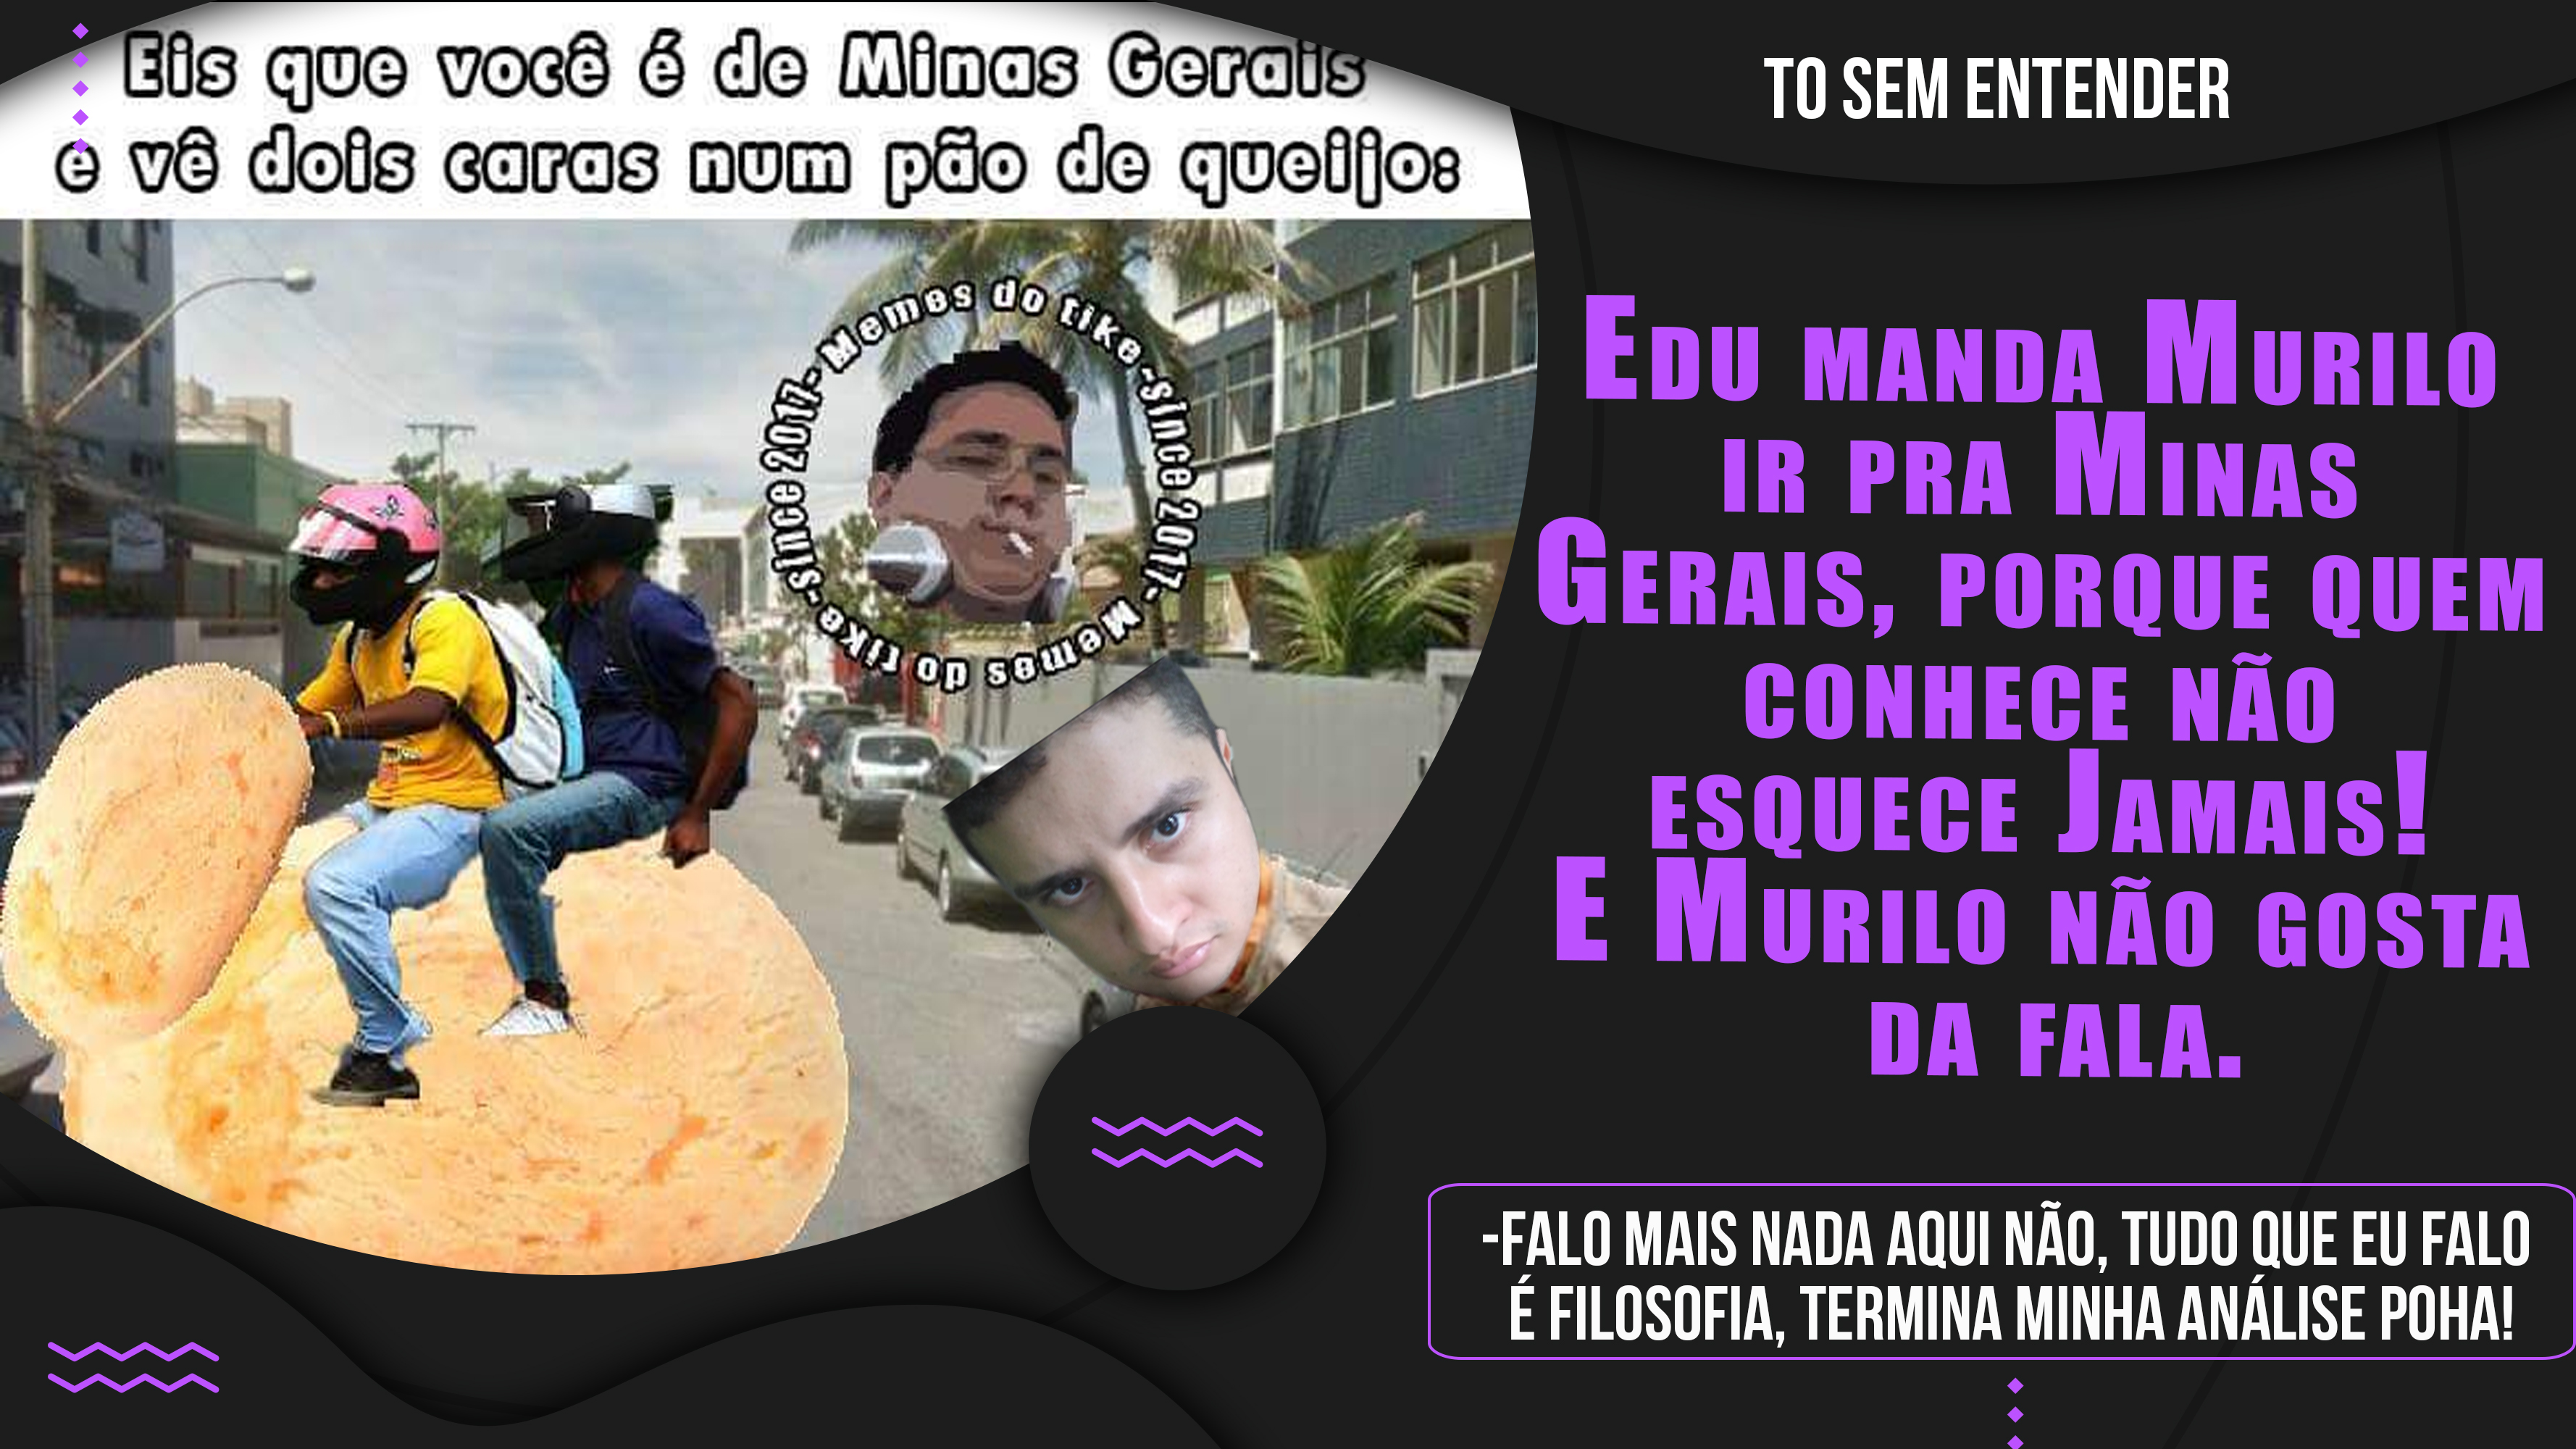 Eis que você é de Minas Gerais
e vê dois caras num pão de queijo:
-Memes do tike-since 2017-Memes do tike-since 2017
TO SEM ENTENDER
EDU MANDA MURILO
IR PRA MINAS
GERAIS, PORQUE QUEM
CONHECE NÃO
ESQUECE JAMAIS!
E MURILO NÃO GOSTA
DA FALA.
-FALO MAIS NADA AQUI NÃO, TUDO QUE EU FALO
É FILOSOFIA, TERMINA MINHA ANÁLISE POHA!